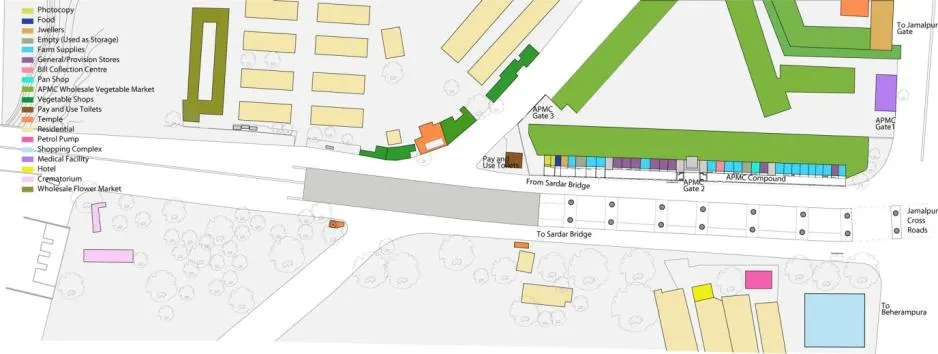 Photocopy
Food
Jwellers
Empty (Used as Storage)
Farm Supplies
General/Provision Stores
Bill Collection Centre
Pan Shop
APMC Wholesale Vegetable Market
Vegetable Shops
Pay and Use Toilets
Temple
Residential
Petrol Pump
Shopping Complex
Medical Facility
Hotel
Crematorium
Wholesale Flower Market
To Jamalpur
Gate
APMC
Gate 3
APMC
Gate1
Pay and
Use Toilets
From Sardar Bridge
APMC
Gate 2
APMC Compound
To Sardar Bridge
Jamalpur
Cross
Roads
To
Beherampura